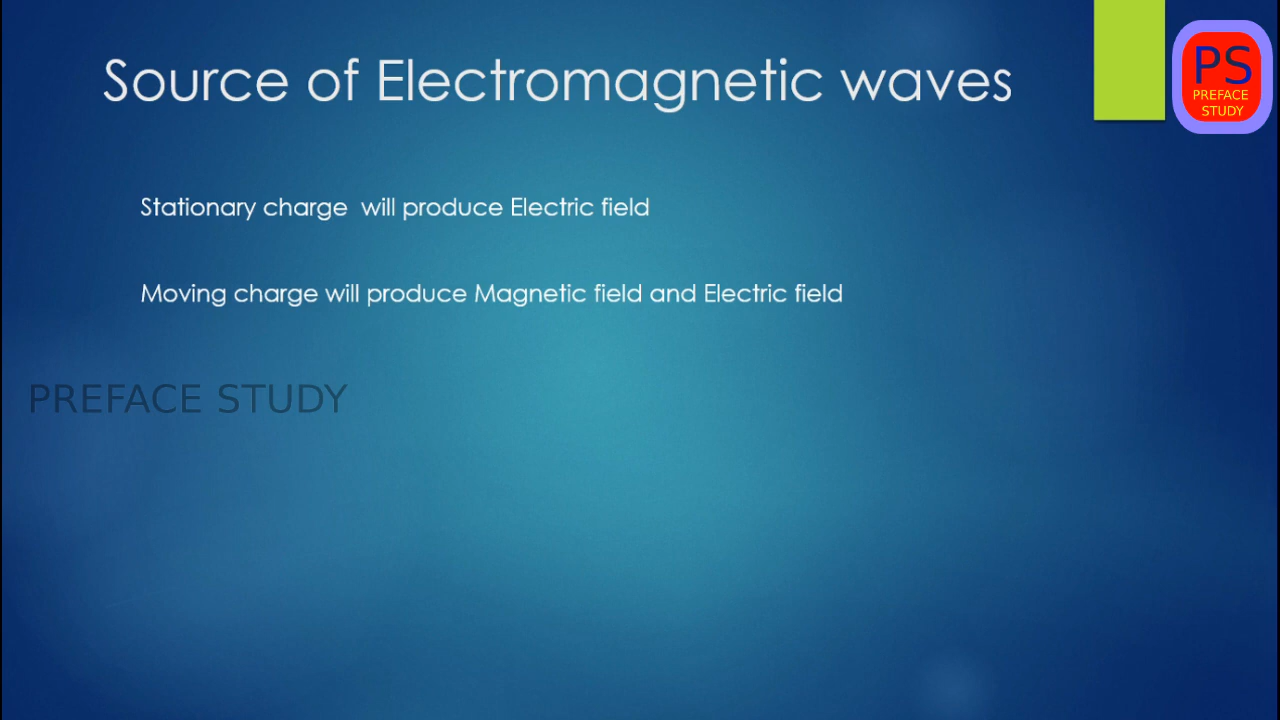 Source of Electromagnetic waves
PS
PREFACE
STUDY
Stationary charge  will produce Electric field
Moving charge will produce Magnetic field and Electric field
PREFACE STUDY